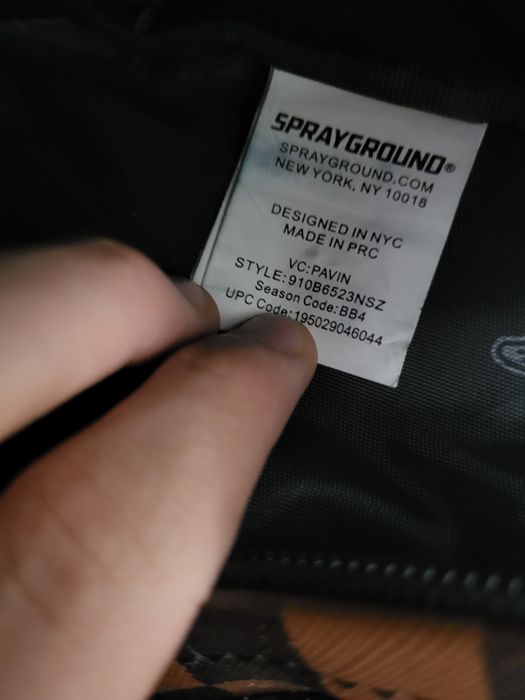 SPRAYGROUND®
SPRAYGROUND.COM
NEW YORK, NY 10018
DESIGNED IN NYC
MADE IN PRC
VC:PAVIN
STYLE:910B6523NSZ
Season Code:BB4
UPC Code:195029046044